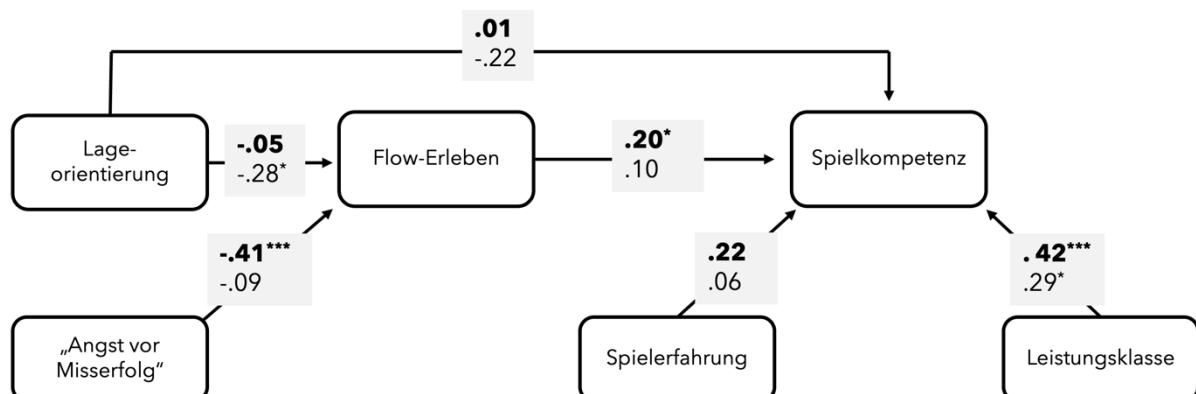 .01
-.22
Lage-
orientierung
-.05
-.28*
Flow-Erleben
.20*
.10
Spielkompetenz
-.41***
-.09
.22
.06
. 42***
.29*
„Angst vor
Misserfolg“
Spielerfahrung
Leistungsklasse